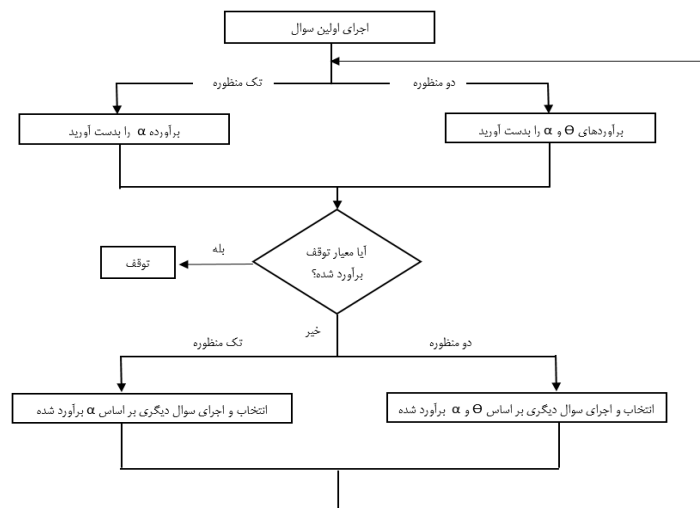 اجرای اولین سوال
دو منظوره
تک منظوره
برآوردهای Θ و α را بدست آورید
برآورده α را بدست آورید
آیا معیار توقف
برآورد شده؟
بله
توقف
خیر
دو منظوره
تک منظوره
انتخاب و اجرای سوال دیگری بر اساس Θ و α برآورد شده
انتخاب و اجرای سوال دیگری بر اساس α برآورد شده